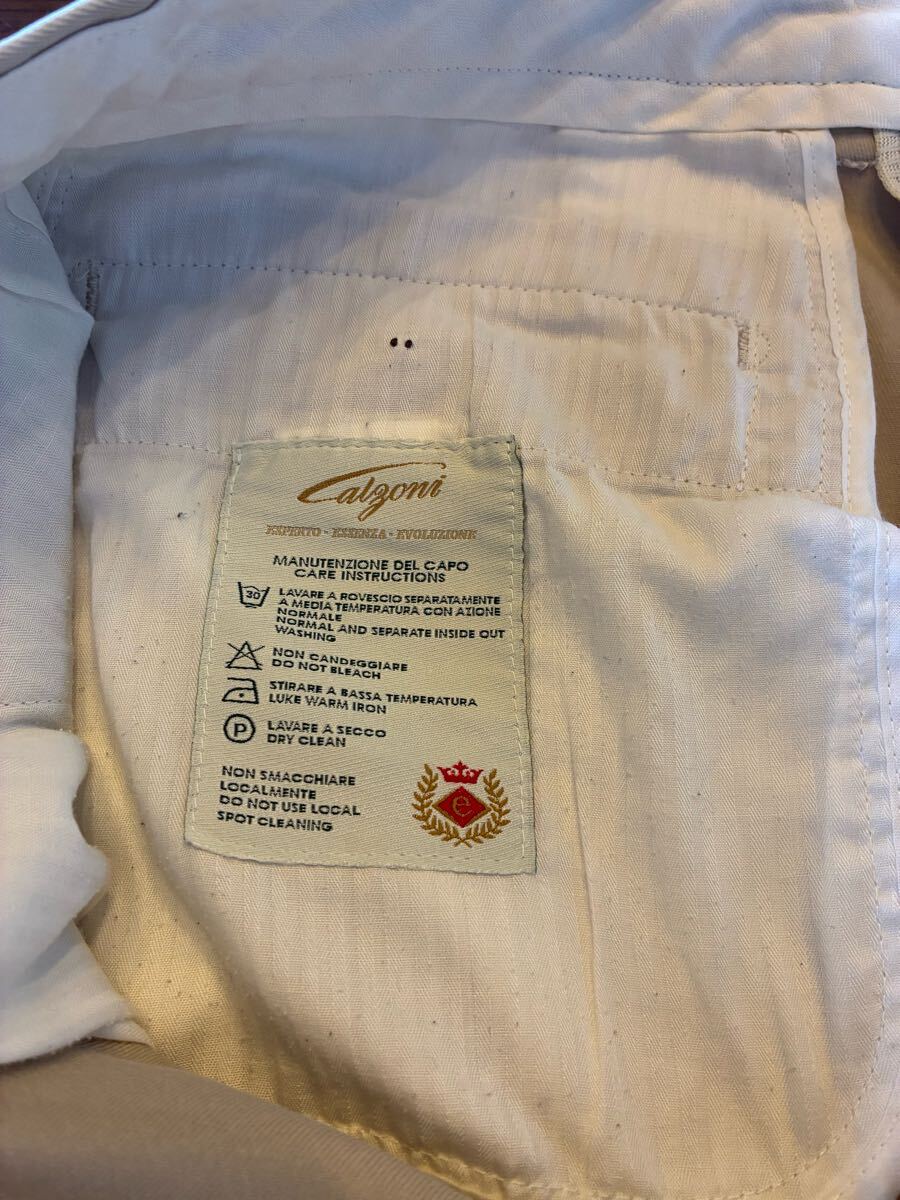 Calzoni
ESPERTO - ESSENZA - EVOLUZIONE
MANUTENZIONE DEL CAPO
CARE INSTRUCTIONS
30
LAVARE A ROVESCIO SEPARATAMENTE
A MEDIA TEMPERATURA CON AZIONE
NORMALE
NORMAL AND SEPARATE INSIDE OUT
WASHING
NON CANDEGGIARE
DO NOT BLEACH
STIRARE A BASSA TEMPERATURA
LUKE WARM IRON
P
LAVARE A SECCO
DRY CLEAN
NON SMACCHIARE
LOCALMENTE
DO NOT USE LOCAL
SPOT CLEANING
e